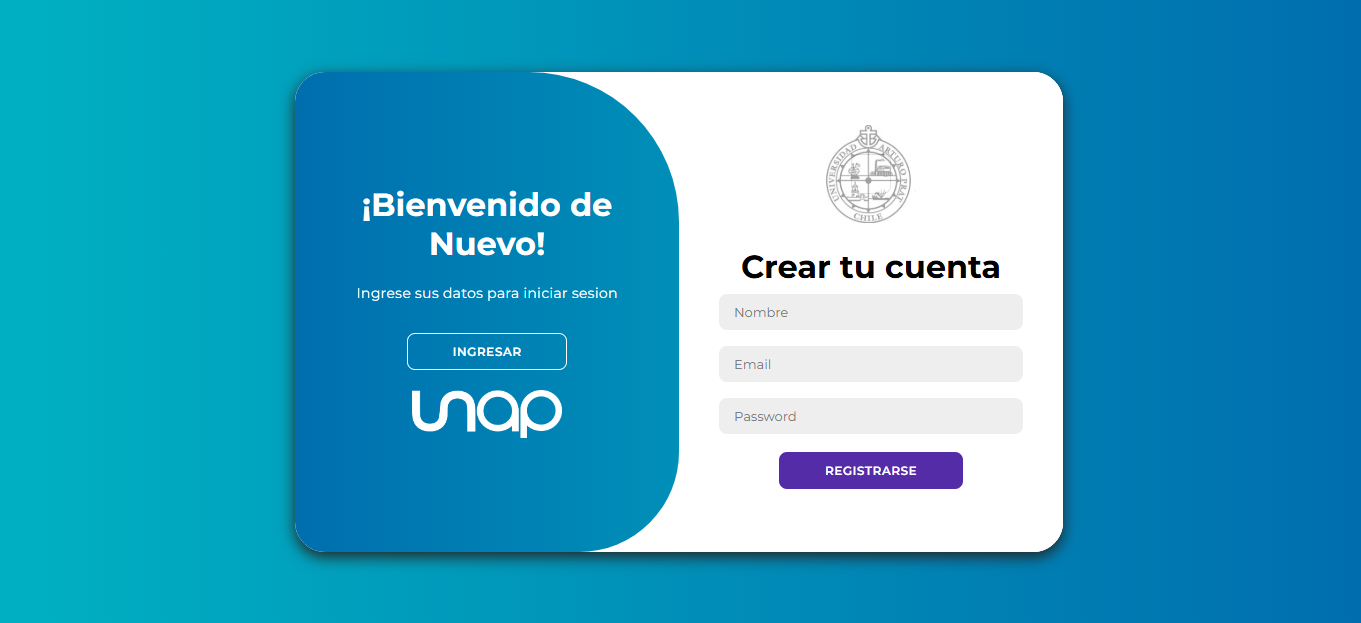 ¡Bienvenido de
Nuevo!
Ingrese sus datos para iniciar sesion
INGRESAR
unap
UNIVERSIDAD ARTURO PRAT
CHILE
Crear tu cuenta
Nombre
Email
Password
REGISTRARSE